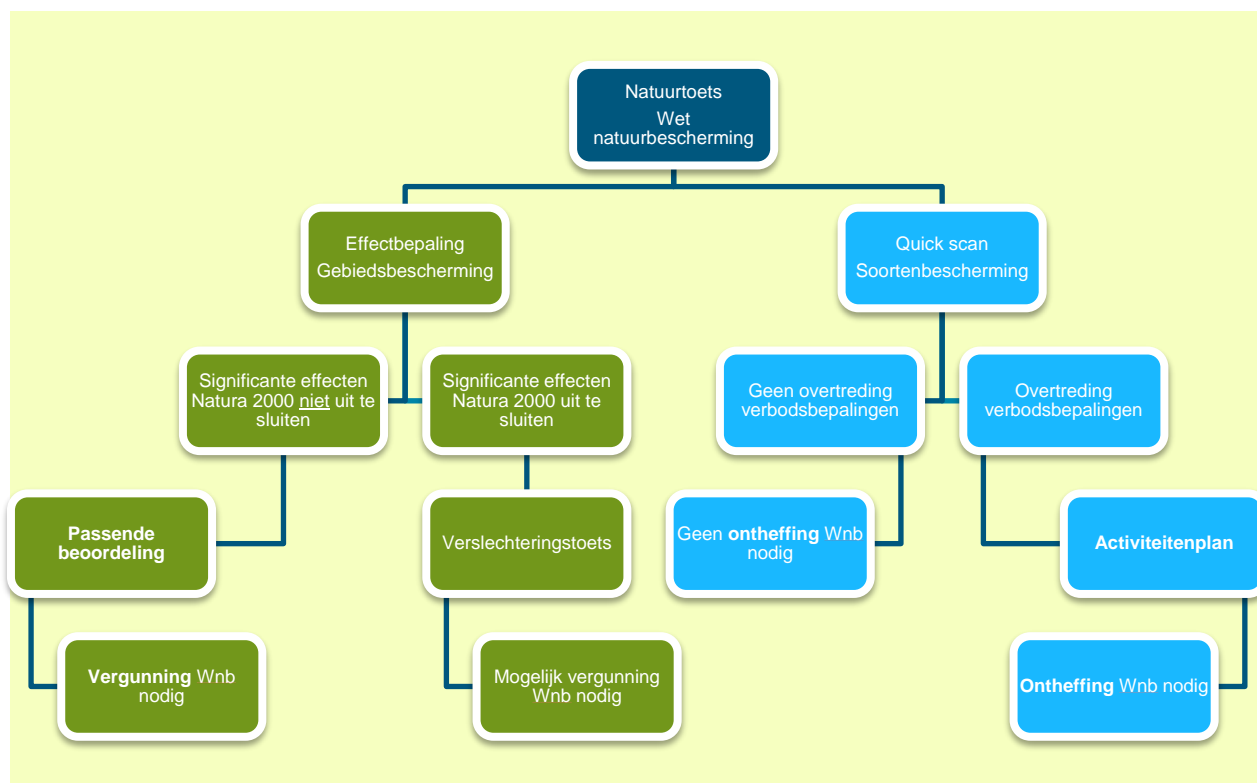 Natuurtoets
Wet
natuurbescherming
Effectbepaling
Gebiedsbescherming
Quick scan
Soortenbescherming
Significante effecten
Natura 2000 niet uit te
sluiten
Significante effecten
Natura 2000 uit te
sluiten
Geen overtreding
verbodsbepalingen
Overtreding
verbodsbepalingen
Passende
beoordeling
Verslechteringstoets
Geen ontheffing Wnb
nodig
Activiteitenplan
Vergunning Wnb
nodig
Mogelijk vergunning
Wnb nodig
Ontheffing Wnb nodig